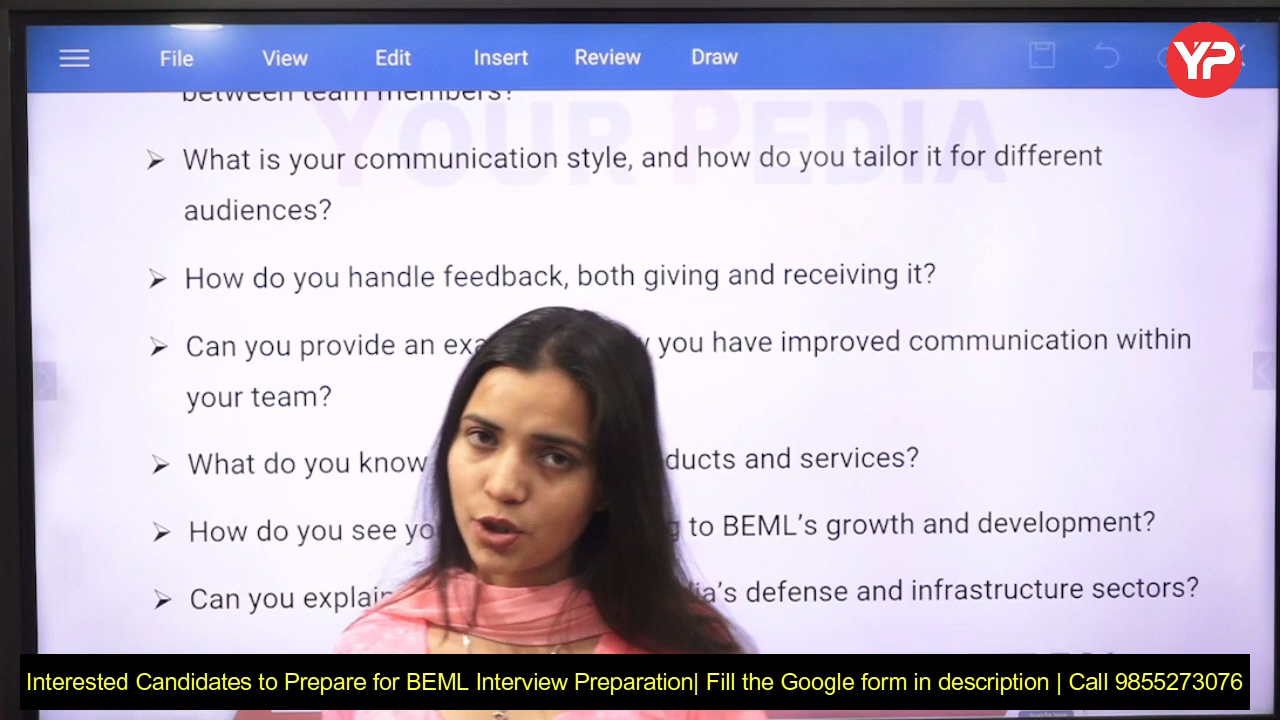 File View Edit Insert Review Draw
YP
between team members?
YOUR PEDIA
What is your communication style, and how do you tailor it for different
audiences?
How do you handle feedback, both giving and receiving it?
Can you provide an you have improved communication within
your team?
What do you know and services?
How do you see to BEML's growth and development?
Can you defense and infrastructure sectors?
Interested Candidates to Prepare for BEML Interview Preparation| Fill the Google form in description | Call 9855273076